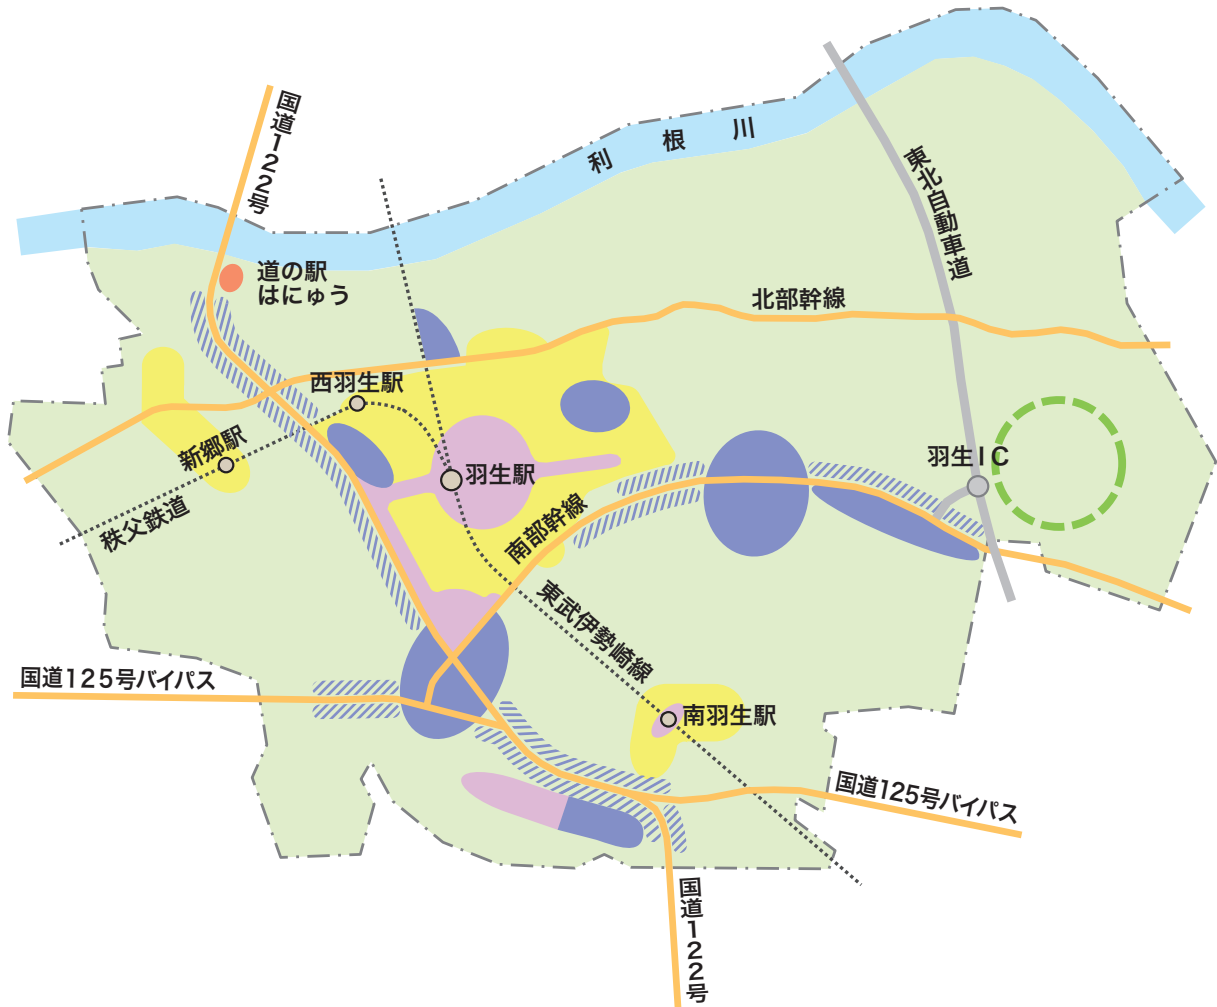 国道122号
利根川
東北自動車道
道の駅
はにゅう
北部幹線
西羽生駅
新郷駅
羽生駅
羽生IC
秩父鉄道
南部幹線
東武伊勢崎線
国道125号バイパス
南羽生駅
国道125号バイパス
国道122号